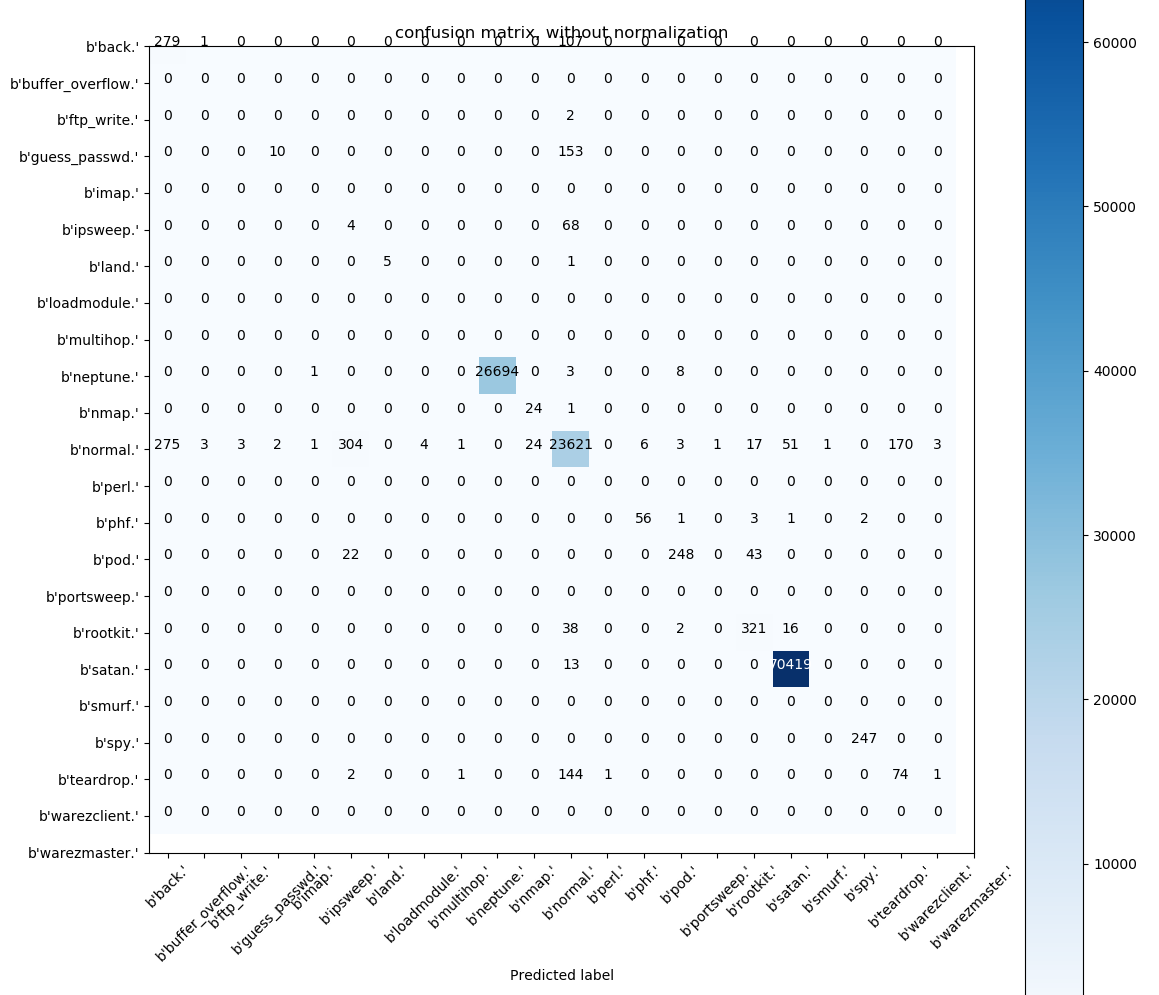 confusion matrix, without normalization
b'back.' 279 1 0 0 0 0 0 0 0 0 0 107 0 0 0 0 0 0 0 0 0 0
b'buffer_overflow.' 0 0 0 0 0 0 0 0 0 0 0 0 0 0 0 0 0 0 0 0 0 0
b'ftp_write.' 0 0 0 0 0 0 0 0 0 0 0 2 0 0 0 0 0 0 0 0 0 0
b'guess_passwd.' 0 0 0 10 0 0 0 0 0 0 0 153 0 0 0 0 0 0 0 0 0 0
b'imap.' 0 0 0 0 0 0 0 0 0 0 0 0 0 0 0 0 0 0 0 0 0 0
b'ipsweep.' 0 0 0 0 0 4 0 0 0 0 0 68 0 0 0 0 0 0 0 0 0 0
b'land.' 0 0 0 0 0 0 5 0 0 0 0 1 0 0 0 0 0 0 0 0 0 0
b'loadmodule.' 0 0 0 0 0 0 0 0 0 0 0 0 0 0 0 0 0 0 0 0 0 0
b'multihop.' 0 0 0 0 0 0 0 0 0 0 0 0 0 0 0 0 0 0 0 0 0 0
b'neptune.' 0 0 0 0 1 0 0 0 0 26694 0 3 0 0 8 0 0 0 0 0 0 0
b'nmap.' 0 0 0 0 0 0 0 0 0 0 24 1 0 0 0 0 0 0 0 0 0 0
b'normal.' 275 3 3 2 1 304 0 4 1 0 24 23621 0 6 3 1 17 51 1 0 170 3
b'perl.' 0 0 0 0 0 0 0 0 0 0 0 0 0 0 0 0 0 0 0 0 0 0
b'phf.' 0 0 0 0 0 0 0 0 0 0 0 0 0 56 1 0 3 1 0 2 0 0
b'pod.' 0 0 0 0 0 22 0 0 0 0 0 0 0 0 248 0 43 0 0 0 0 0
b'portsweep.' 0 0 0 0 0 0 0 0 0 0 0 0 0 0 0 0 0 0 0 0 0 0
b'rootkit.' 0 0 0 0 0 0 0 0 0 0 0 38 0 0 2 0 321 16 0 0 0 0
b'satan.' 0 0 0 0 0 0 0 0 0 0 0 13 0 0 0 0 0 70419 0 0 0 0
b'smurf.' 0 0 0 0 0 0 0 0 0 0 0 0 0 0 0 0 0 0 0 0 0 0
b'spy.' 0 0 0 0 0 0 0 0 0 0 0 0 0 0 0 0 0 0 0 247 0 0
b'teardrop.' 0 0 0 0 0 2 0 0 1 0 0 144 1 0 0 0 0 0 0 0 74 1
b'warezclient.' 0 0 0 0 0 0 0 0 0 0 0 0 0 0 0 0 0 0 0 0 0 0
b'warezmaster.'
b'back.'
b'buffer_overflow.'
b'ftp_write.'
b'guess_passwd.'
b'imap.'
b'ipsweep.'
b'land.'
b'loadmodule.'
b'multihop.'
b'neptune.'
b'nmap.'
b'normal.'
b'perl.'
b'phf.'
b'pod.'
b'portsweep.'
b'rootkit.'
b'satan.'
b'smurf.'
b'spy.'
b'teardrop.'
b'warezclient.'
b'warezmaster.'
Predicted label
60000
50000
40000
30000
20000
10000